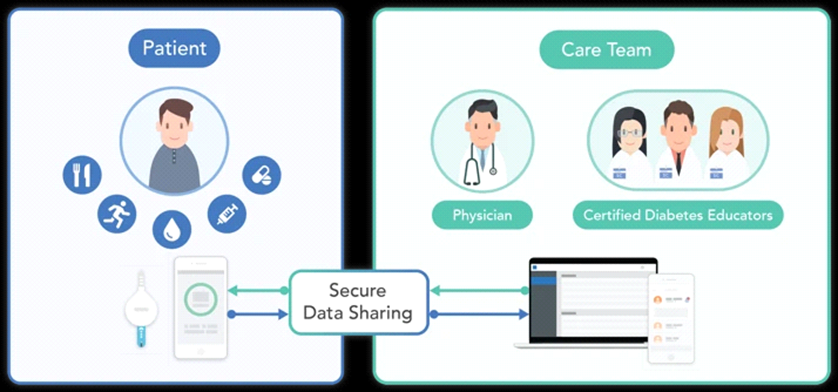 Patient
Care Team
Physician
Certified Diabetes Educators
Secure
Data Sharing